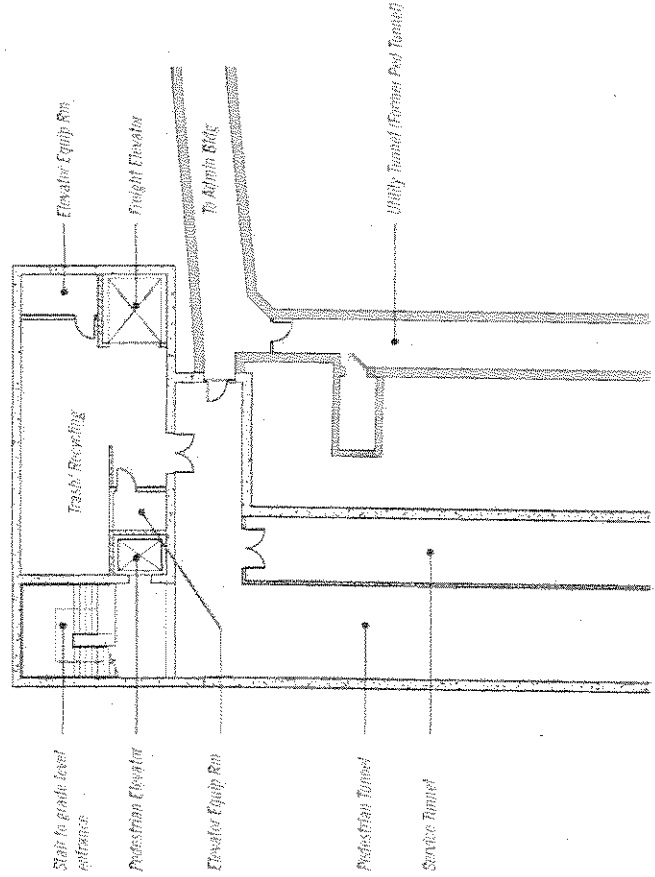 Elevator Equip Rm
Freight Elevator
To Admin Bldg
Utility Tunnel (Former Ped Tunnel)
Trash/ Recycling
Stair to grade level
entrance
Pedestrian Elevator
Elevator Equip Rm
Pedestrian Tunnel
Service Tunnel